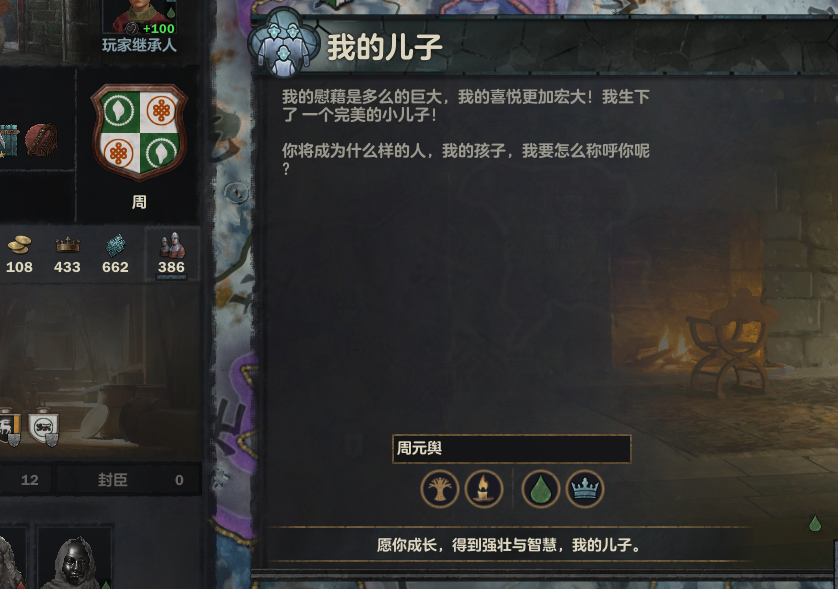 +100
玩家继承人
周
108
433
662
386
12
封臣
0
我的儿子
我的慰藉是多么的巨大，我的喜悦更加宏大！我生下
了 一个完美的小儿子！
你将成为什么样的人，我的孩子，我要怎么称呼你呢
？
周元舆
愿你成长，得到强壮与智慧，我的儿子。